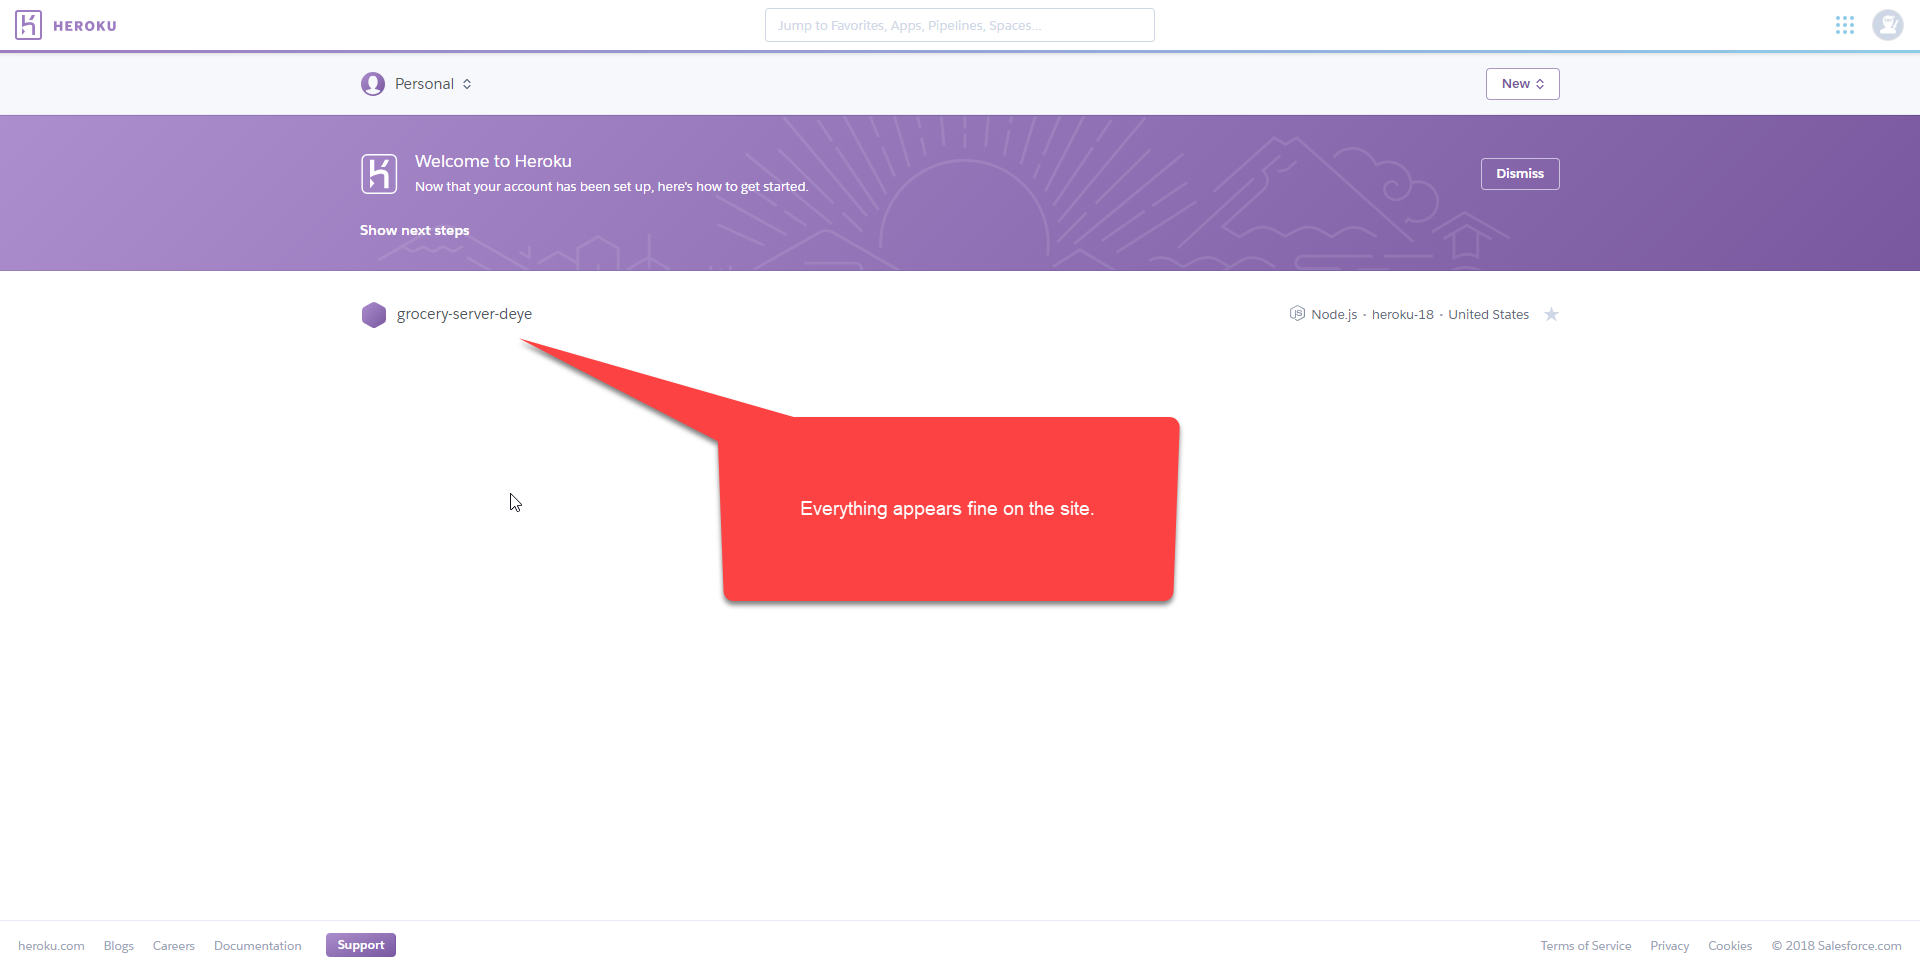 HEROKU
Jump to Favorites, Apps, Pipelines, Spaces...
Personal
New
Welcome to Heroku
Now that your account has been set up, here's how to get started.
Dismiss
Show next steps
grocery-server-deye
Node.js · heroku-18 · United States
Everything appears fine on the site.
heroku.com Blogs Careers Documentation Support
Terms of Service Privacy Cookies © 2018 Salesforce.com